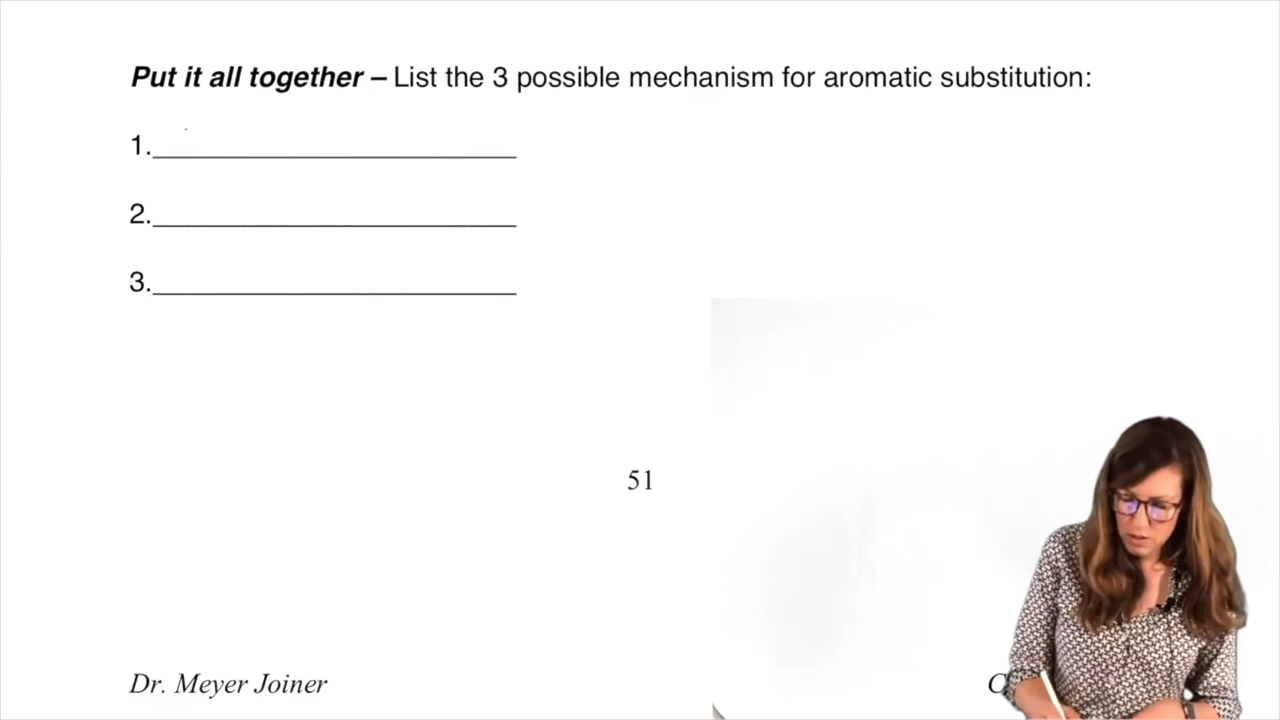 Put it all together – List the 3 possible mechanism for aromatic substitution:
1.
2.
3.
51
Dr. Meyer Joiner
C